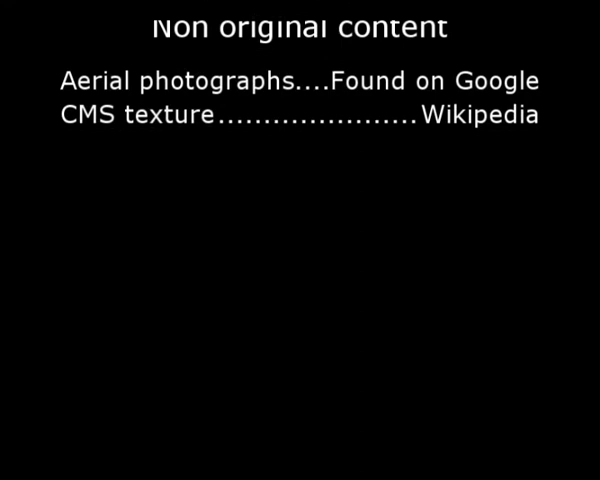 Non original content
Aerial photographs....Found on Google
CMS texture......................Wikipedia